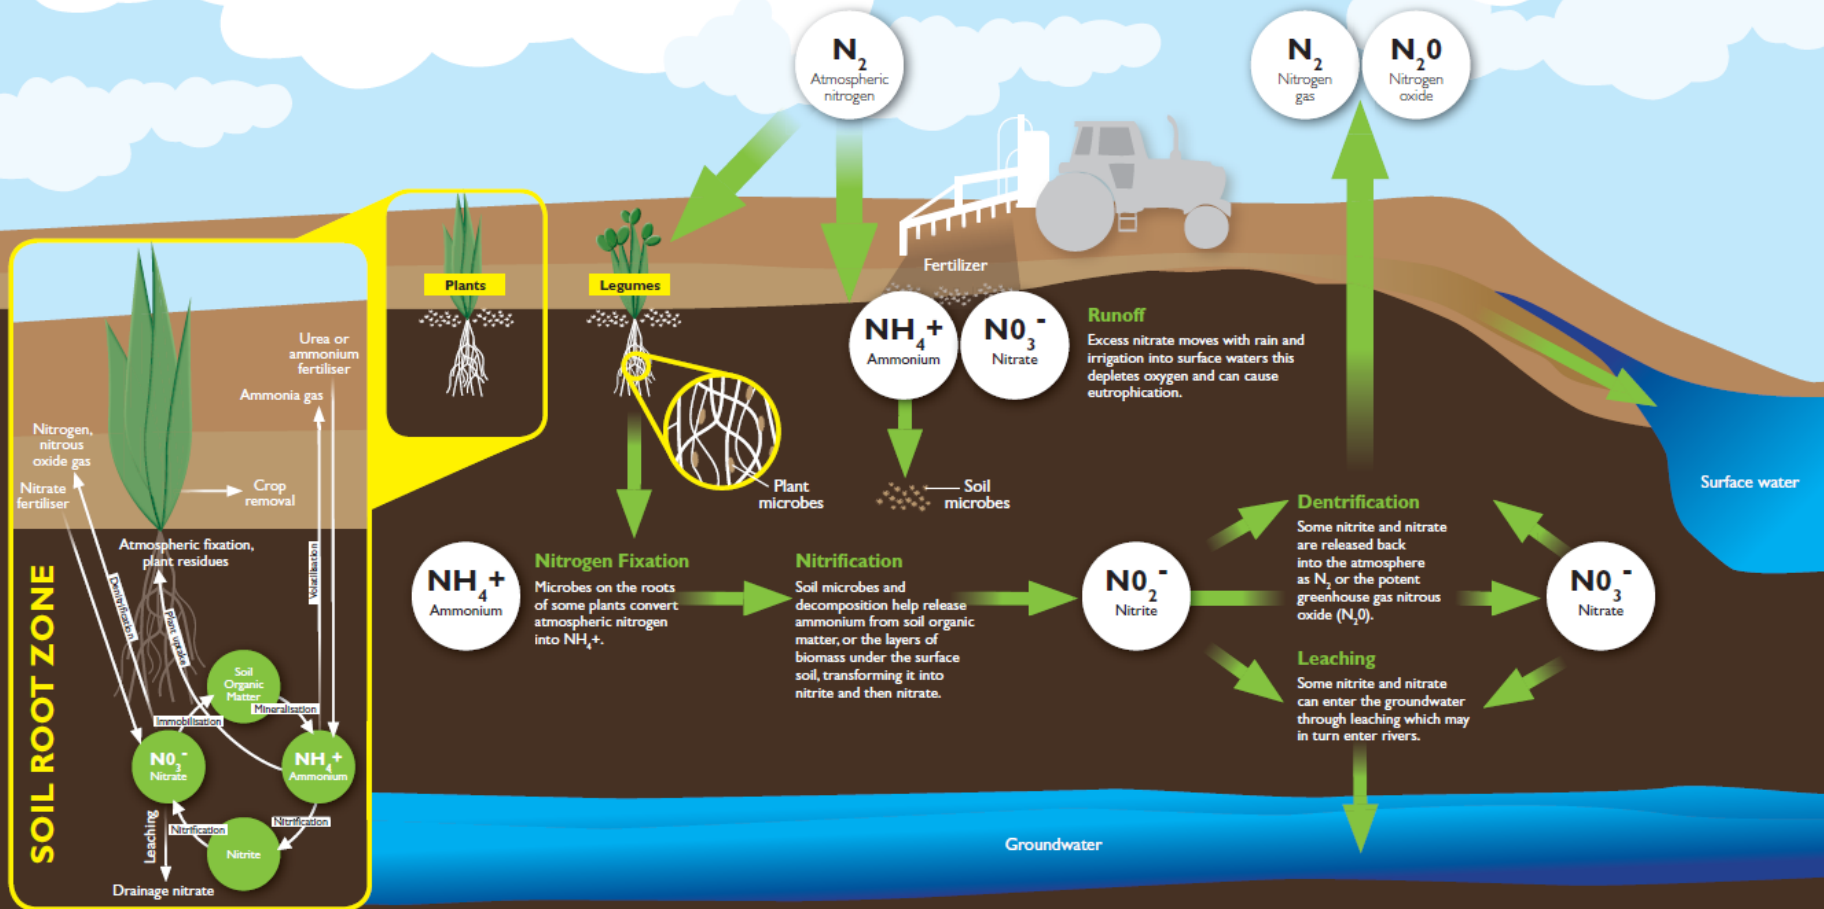 N2
Atmospheric
nitrogen
N2
Nitrogen
gas
N20
Nitrogen
oxide
Plants
Legumes
Fertilizer
NH4+
Ammonium
N03-
Nitrate
Runoff
Excess nitrate moves with rain and
irrigation into surface waters this
depletes oxygen and can cause
eutrophication.
Plant
microbes
Soil
microbes
Surface water
NH4+
Ammonium
Nitrogen Fixation
Microbes on the roots
of some plants convert
atmospheric nitrogen
into NH4+.
Nitrification
Soil microbes and
decomposition help release
ammonium from soil organic
matter, or the layers of
biomass under the surface
soil, transforming it into
nitrite and then nitrate.
N02-
Nitrite
Dentrification
Some nitrite and nitrate
are released back
into the atmosphere
as N2 or the potent
greenhouse gas nitrous
oxide (N20).
N03-
Nitrate
Leaching
Some nitrite and nitrate
can enter the groundwater
through leaching which may
in turn enter rivers.
Groundwater
SOIL ROOT ZONE
Urea or
ammonium
fertiliser
Ammonia gas
Nitrogen,
nitrous
oxide gas
Nitrate
fertiliser
Crop
removal
Atmospheric fixation,
plant residues
Denitrification
Plant uptake
Volatilisation
Soil
Organic
Matter
Mineralisation
Immobilisation
N03-
Nitrate
NH4+
Ammonium
Nitrification
Nitrification
Nitrite
Leaching
Drainage nitrate